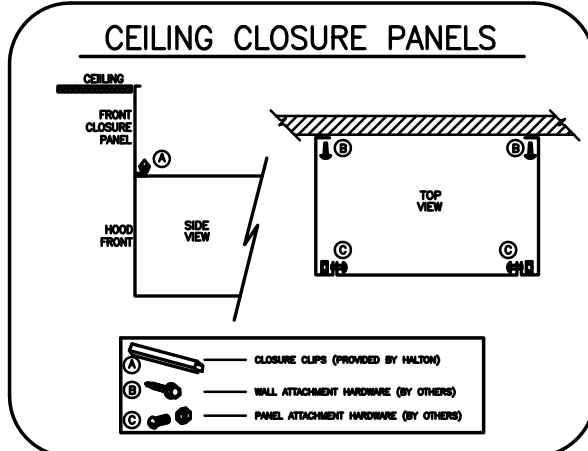 CEILING CLOSURE PANELS
CEIILING
FRONT
CLOSURE
PANEL
A
HOOD
FRONT
SIDE
VIEW
B
B
TOP
VIEW
C
C
A
CLOSURE CLIPS (PROVIDED BY HALTON)
B
WALL ATTACHMENT HARDWARE (BY OTHERS)
C
PANEL ATTACHMENT HARDWARE (BY OTHERS)